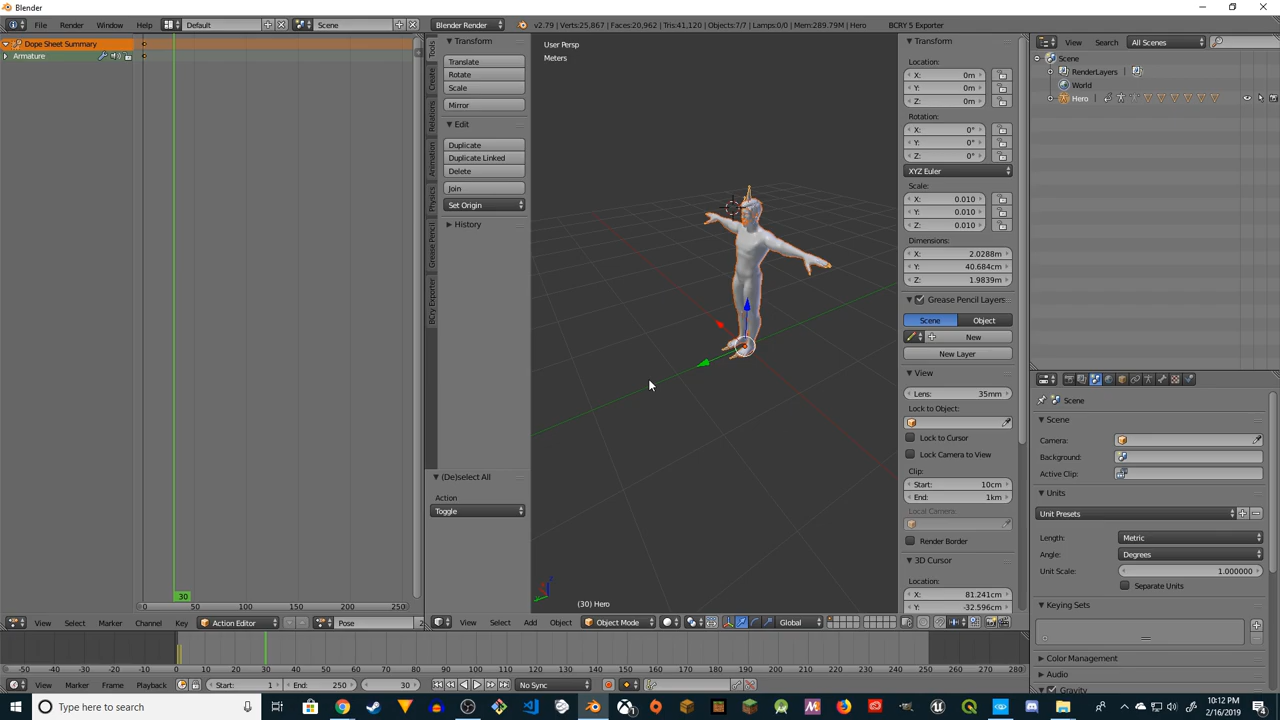 Blender
File Render Window Help Default Scene Blender Render v2.79 | Verts:25,867 | Faces:20,962 | Tris:41,120 | Objects:7/7 | Lamps:0/0 | Mem:289.79M | Hero BCRY 5 Exporter
Dope Sheet Summary
Armature
0 50 100 150 200 250
30
View Select Marker Channel Key Action Editor Pose 2
Tools
Create
Relations
Animation
Physics
Grease Pencil
BCry Exporter
Transform
Translate
Rotate
Scale
Mirror
Edit
Duplicate
Duplicate Linked
Delete
Join
Set Origin
History
(De)select All
Action
Toggle
User Persp
Meters
(30) Hero
View Select Add Object Object Mode Global
Transform
Location:
X: 0m
Y: 0m
Z: 0m
Rotation:
X: 0°
Y: 0°
Z: 0°
XYZ Euler
Scale:
X: 0.010
Y: 0.010
Z: 0.010
Dimensions:
X: 2.0288m
Y: 40.684cm
Z: 1.9839m
Grease Pencil Layers
Scene Object
New
New Layer
View
Lens: 35mm
Lock to Object:
Lock to Cursor
Lock Camera to View
Clip:
Start: 10cm
End: 1km
Local Camera:
Render Border
3D Cursor
Location:
X: 81.241cm
Y: -32.596cm
View Search All Scenes
Scene
RenderLayers
World
Hero
Scene
Scene
Camera:
Background:
Active Clip:
Units
Unit Presets
Length: Metric
Angle: Degrees
Unit Scale: 1.000000
Separate Units
Keying Sets
Color Management
Audio
Gravity
-50 -40 -30 -20 -10 0 10 20 30 40 50 60 70 80 90 100 110 120 130 140 150 160 170 180 190 200 210 220 230 240 250 260 270 280
View Marker Frame Playback Start: 1 End: 250 30 No Sync
Type here to search
10:12 PM
2/16/2019